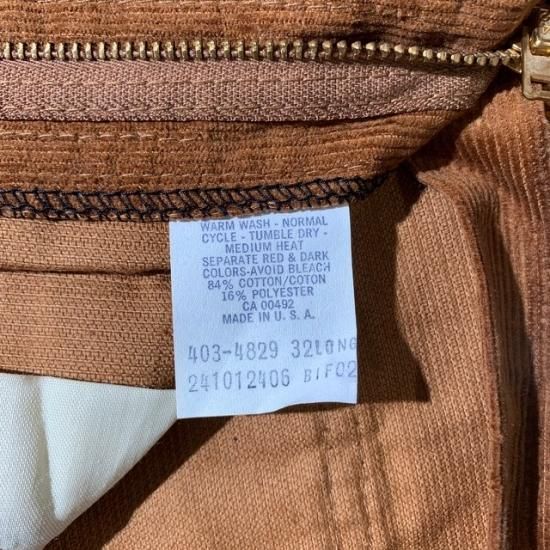 WARM WASH - NORMAL
CYCLE - TUMBLE DRY -
MEDIUM HEAT
SEPARATE RED & DARK
COLORS-AVOID BLEACH
84% COTTON/COTON
16% POLYESTER
CA 00492
MADE IN U. S. A.
403-4829 32LONG
241012406 BIF02